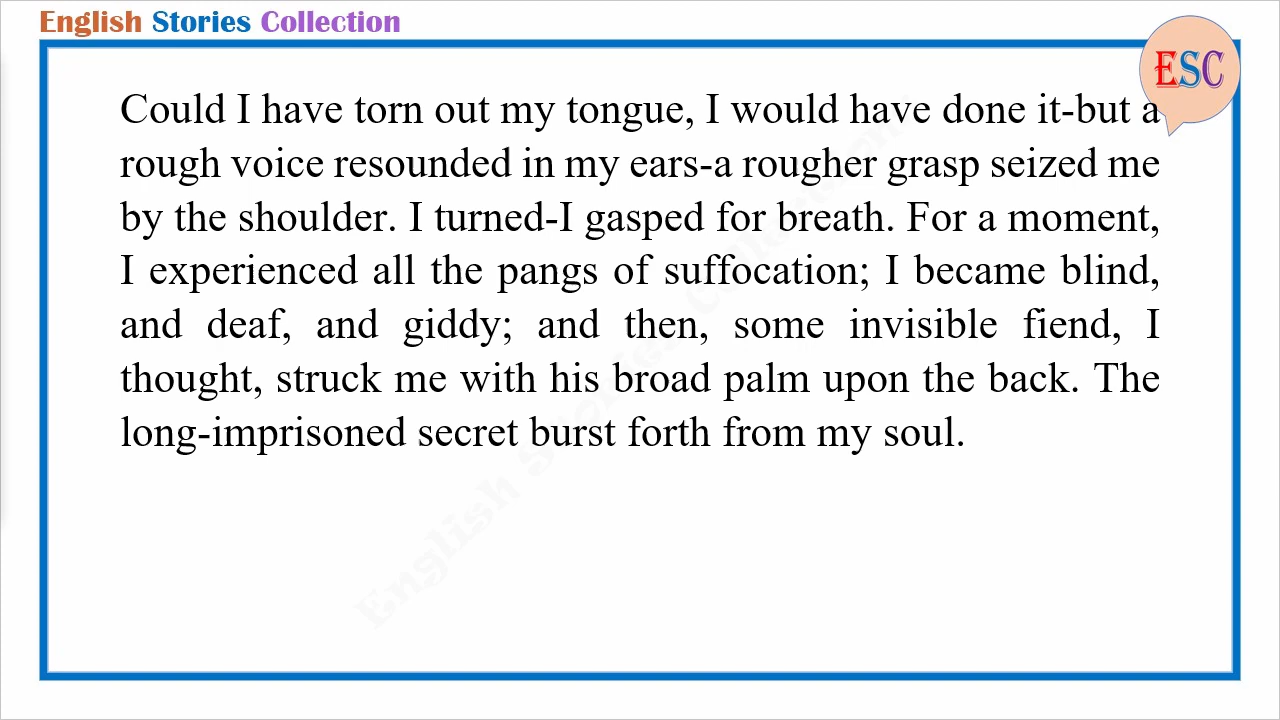 English Stories Collection
ESC
Could I have torn out my tongue, I would have done it-but a
rough voice resounded in my ears-a rougher grasp seized me
by the shoulder. I turned-I gasped for breath. For a moment,
I experienced all the pangs of suffocation; I became blind,
and deaf, and giddy; and then, some invisible fiend, I
thought, struck me with his broad palm upon the back. The
long-imprisoned secret burst forth from my soul.
English Stories Collection